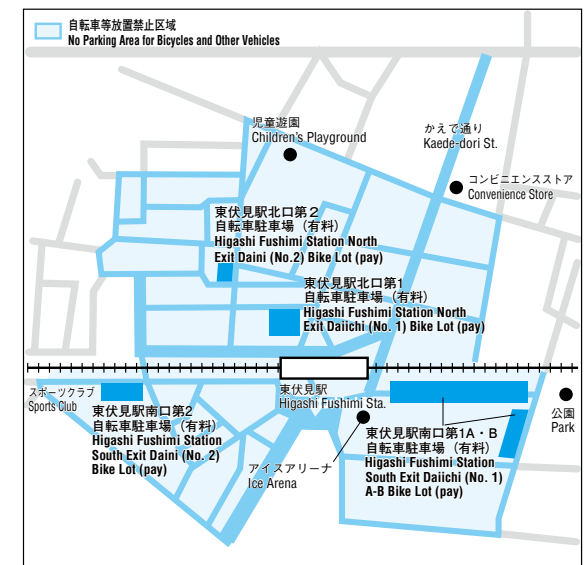 自転車等放置禁止区域
No Parking Area for Bicycles and Other Vehicles
児童遊園
Children's Playground
かえで通り
Kaede-dori St.
コンビニエンスストア
Convenience Store
東伏見駅北口第2
自転車駐車場（有料）
Higashi Fushimi Station North
Exit Daini (No.2) Bike Lot (pay)
東伏見駅北口第1
自転車駐車場（有料）
Higashi Fushimi Station North
Exit Daiichi (No. 1) Bike Lot (pay)
スポーツクラブ
Sports Club
東伏見駅
Higashi Fushimi Sta.
公園
Park
東伏見駅南口第2
自転車駐車場（有料）
Higashi Fushimi Station
South Exit Daini (No. 2)
Bike Lot (pay)
アイスアリーナ
Ice Arena
東伏見駅南口第1A・B
自転車駐車場（有料）
Higashi Fushimi Station
South Exit Daiichi (No. 1)
A-B Bike Lot (pay)